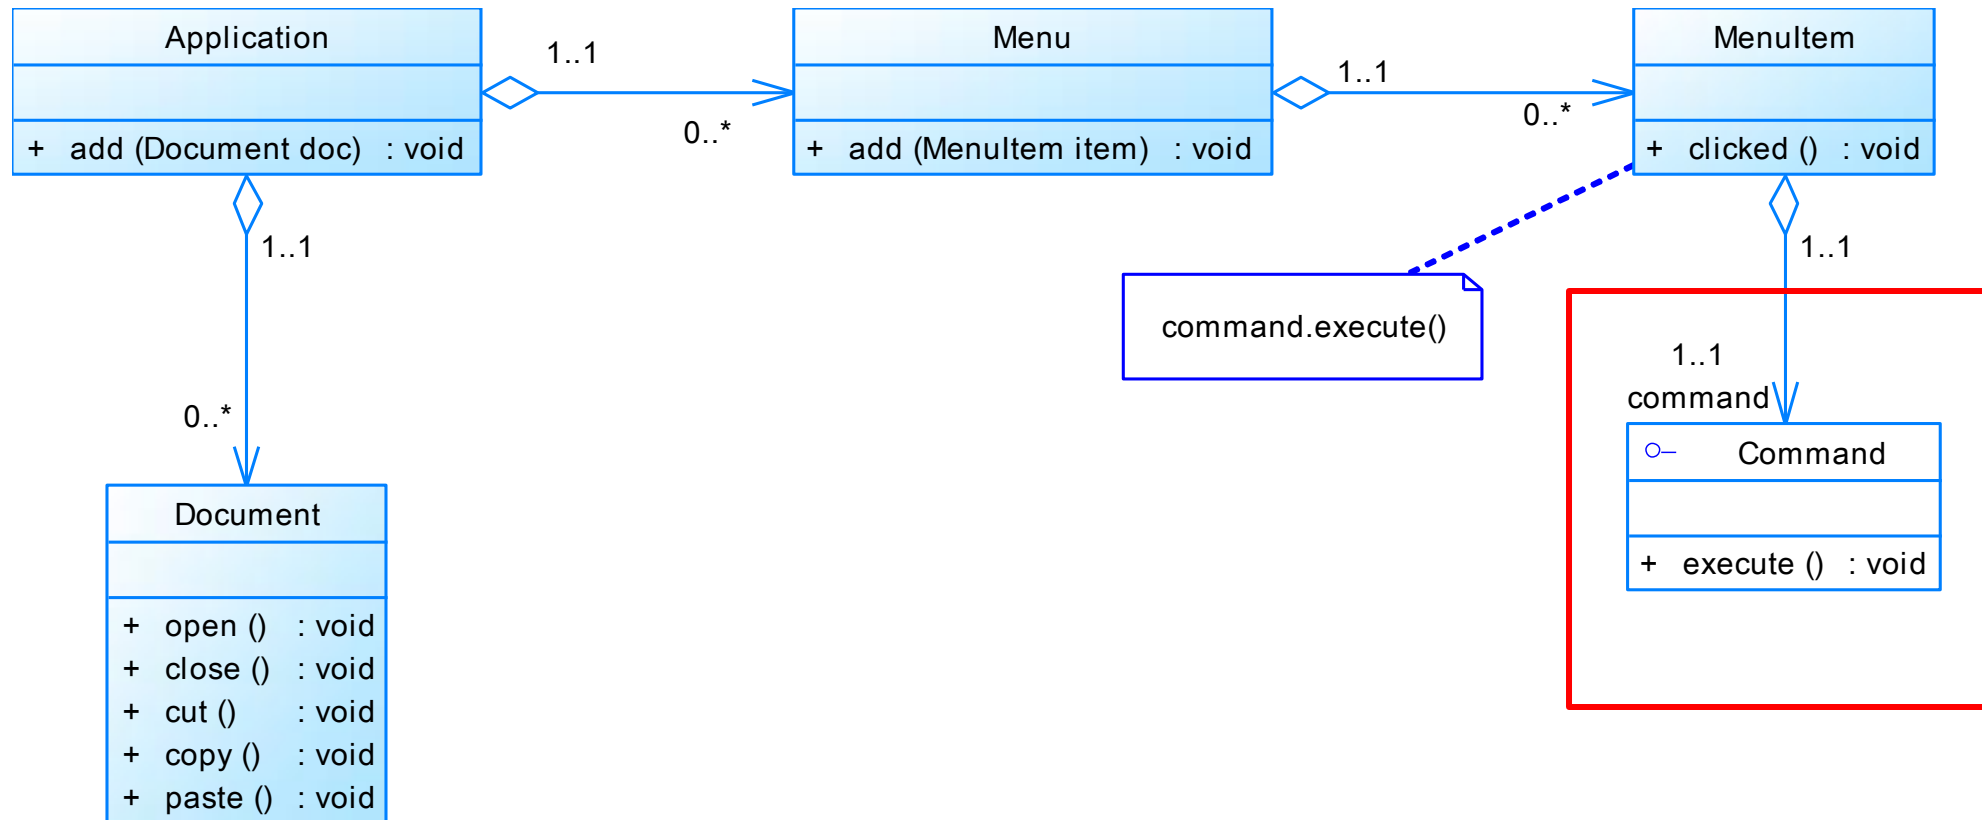 Application
+ add (Document doc) : void
1..1
0..*
Menu
+ add (MenuItem item) : void
1..1
0..*
MenuItem
+ clicked () : void
1..1
0..*
command.execute()
1..1
1..1
command
Command
+ execute () : void
Document
+ open () : void
+ close () : void
+ cut () : void
+ copy () : void
+ paste () : void